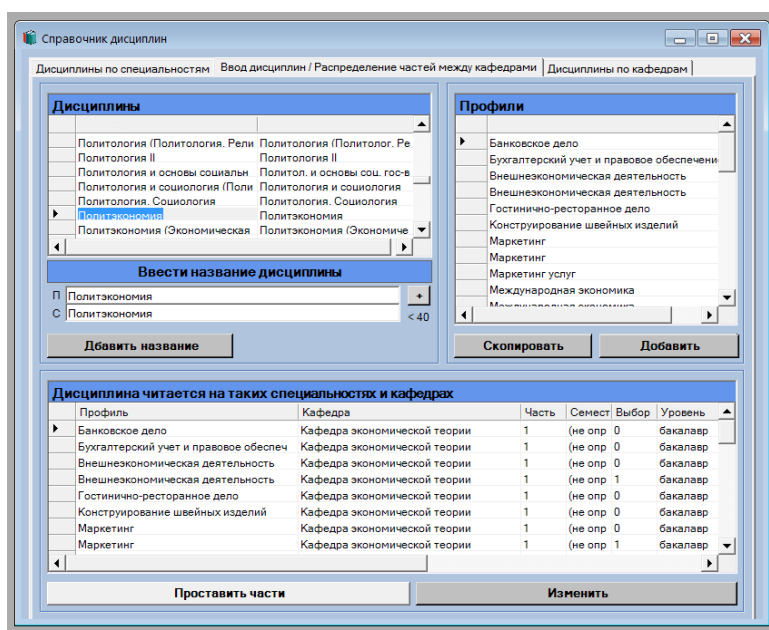 Справочник дисциплин
Дисциплины по специальностям Ввод дисциплин / Распределение частей между кафедрами Дисциплины по кафедрам
Дисциплины
Политология (Политология. Рели Политология (Политолог. Ре
Политология II Политология II
Политология и основы социальн Политол. и основы соц. гос-в
Политология и социология (Поли Политология и социология
Политология. Социология Политология. Социология
Политэкономия Политэкономия
Политэкономия (Экономическая Политэкономия (Экономиче
Ввести название дисциплины
П Политэкономия +
С Политэкономия < 40
Дбавить название
Профили
Банковское дело
Бухгалтерский учет и правовое обеспечени
Внешнеэкономическая деятельность
Внешнеэкономическая деятельность
Гостинично-ресторанное дело
Конструирование швейных изделий
Маркетинг
Маркетинг
Маркетинг услуг
Международная экономика
Международная экономика
Скопировать Добавить
Дисциплина читается на таких специальностях и кафедрах
Профиль Кафедра Часть Семест Выбор Уровень
Банковское дело Кафедра экономической теории 1 (не опр 0 бакалавр
Бухгалтерский учет и правовое обеспеч Кафедра экономической теории 1 (не опр 0 бакалавр
Внешнеэкономическая деятельность Кафедра экономической теории 1 (не опр 0 бакалавр
Внешнеэкономическая деятельность Кафедра экономической теории 1 (не опр 1 бакалавр
Гостинично-ресторанное дело Кафедра экономической теории 1 (не опр 0 бакалавр
Конструирование швейных изделий Кафедра экономической теории 1 (не опр 0 бакалавр
Маркетинг Кафедра экономической теории 1 (не опр 0 бакалавр
Маркетинг Кафедра экономической теории 1 (не опр 1 бакалавр
Проставить части Изменить